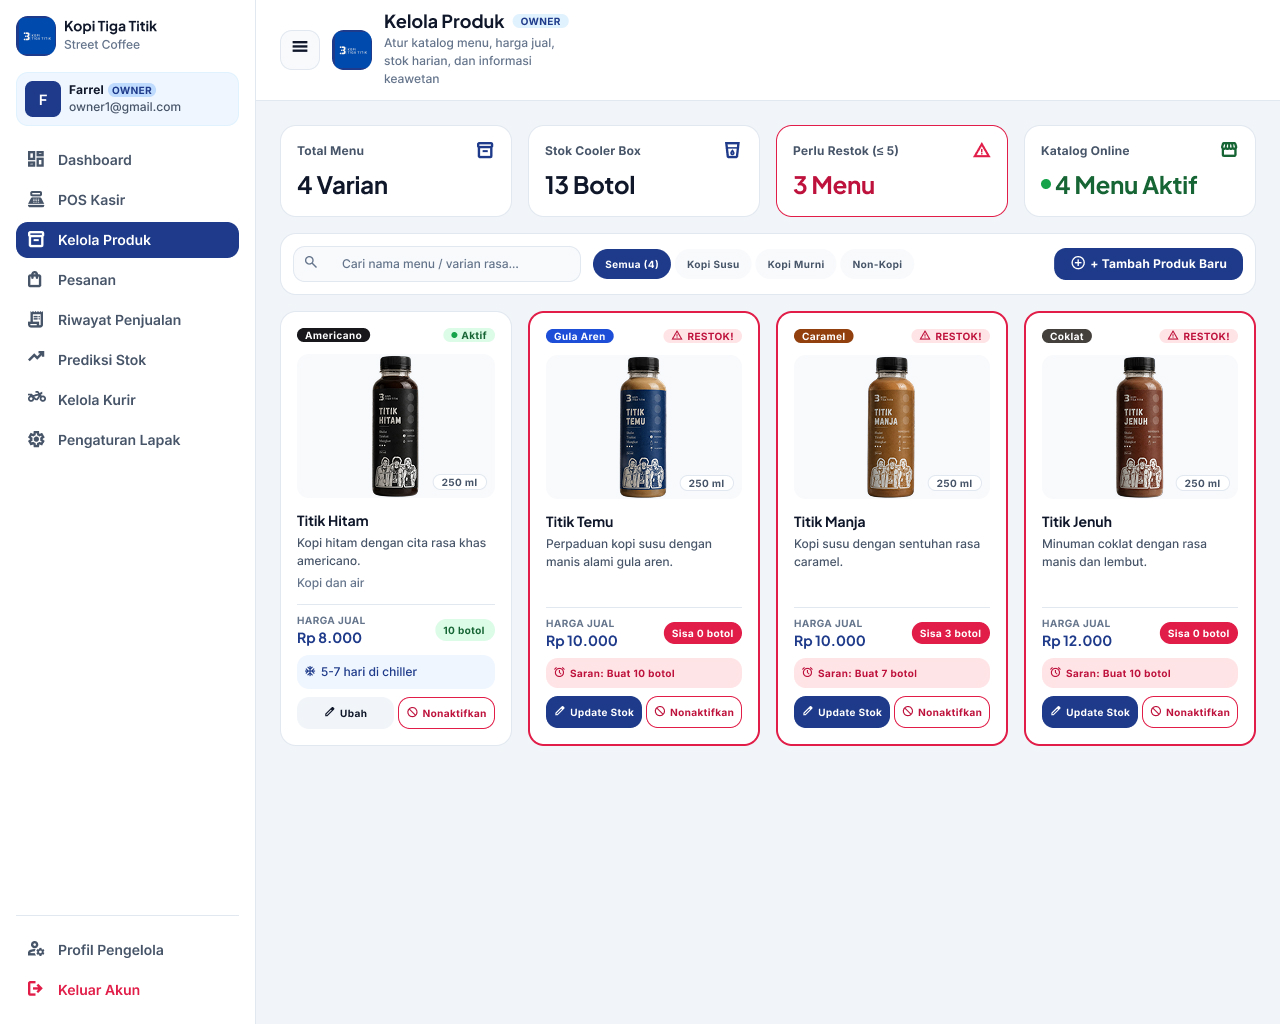 Kopi Tiga Titik
Street Coffee
F
Farrel OWNER
owner1@gmail.com
Dashboard
POS Kasir
Kelola Produk
Pesanan
Riwayat Penjualan
Prediksi Stok
Kelola Kurir
Pengaturan Lapak
Profil Pengelola
Keluar Akun
Kelola Produk OWNER
Atur katalog menu, harga jual,
stok harian, dan informasi
keawetan
Total Menu
4 Varian
Stok Cooler Box
13 Botol
Perlu Restok (≤ 5)
3 Menu
Katalog Online
4 Menu Aktif
Cari nama menu / varian rasa...
Semua (4)
Kopi Susu
Kopi Murni
Non-Kopi
+ Tambah Produk Baru
Americano
Aktif
TITIK
HITAM
250 ml
Titik Hitam
Kopi hitam dengan cita rasa khas
americano.
Kopi dan air
HARGA JUAL
Rp 8.000
10 botol
5-7 hari di chiller
Ubah
Nonaktifkan
Gula Aren
RESTOK!
TITIK
TEMU
250 ml
Titik Temu
Perpaduan kopi susu dengan
manis alami gula aren.
HARGA JUAL
Rp 10.000
Sisa 0 botol
Saran: Buat 10 botol
Update Stok
Nonaktifkan
Caramel
RESTOK!
TITIK
MANJA
250 ml
Titik Manja
Kopi susu dengan sentuhan rasa
caramel.
HARGA JUAL
Rp 10.000
Sisa 3 botol
Saran: Buat 7 botol
Update Stok
Nonaktifkan
Coklat
RESTOK!
TITIK
JENUH
250 ml
Titik Jenuh
Minuman coklat dengan rasa
manis dan lembut.
HARGA JUAL
Rp 12.000
Sisa 0 botol
Saran: Buat 10 botol
Update Stok
Nonaktifkan